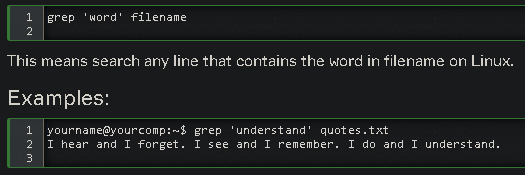 1 grep 'word' filename
2
This means search any line that contains the word in filename on Linux.
Examples:
1 yourname@yourcomp:~$ grep 'understand' quotes.txt
2 I hear and I forget. I see and I remember. I do and I understand.
3